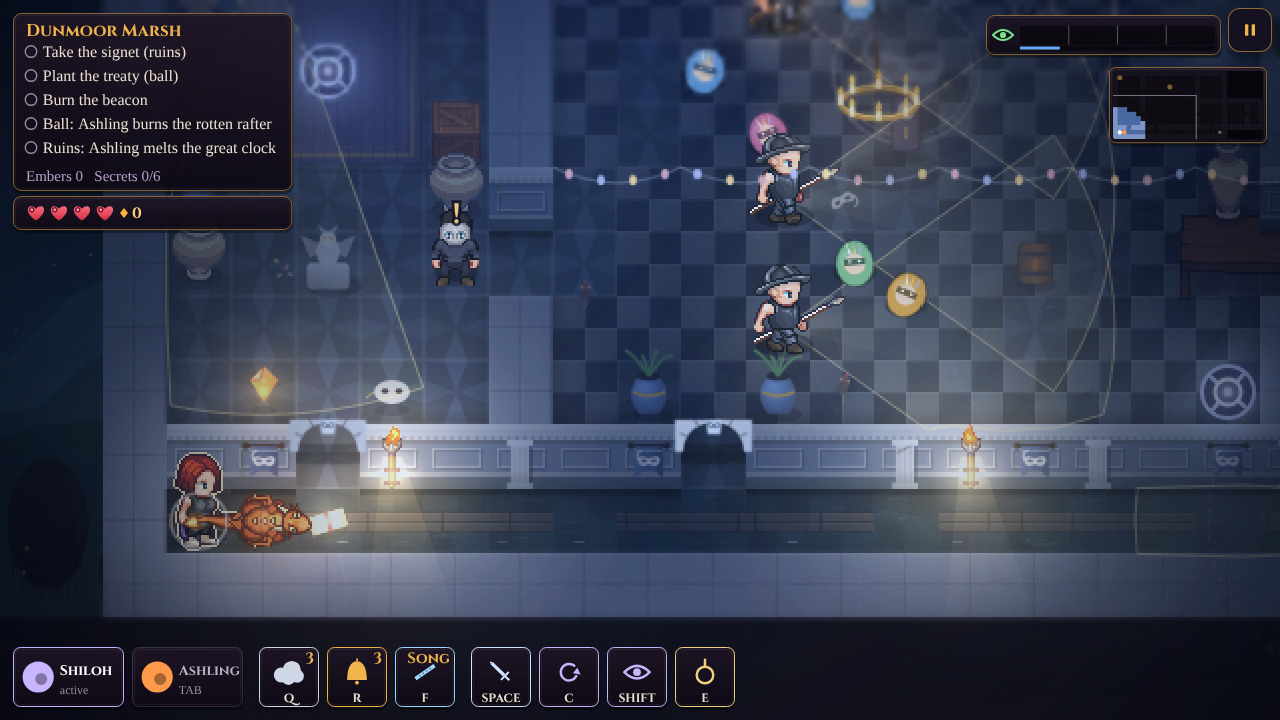 Dunmoor Marsh
Take the signet (ruins)
Plant the treaty (ball)
Burn the beacon
Ball: Ashling burns the rotten rafter
Ruins: Ashling melts the great clock
Embers 0 Secrets 0/6
0
Shiloh
active
Ashling
TAB
3
Q
3
R
Song
F
SPACE
C
SHIFT
E